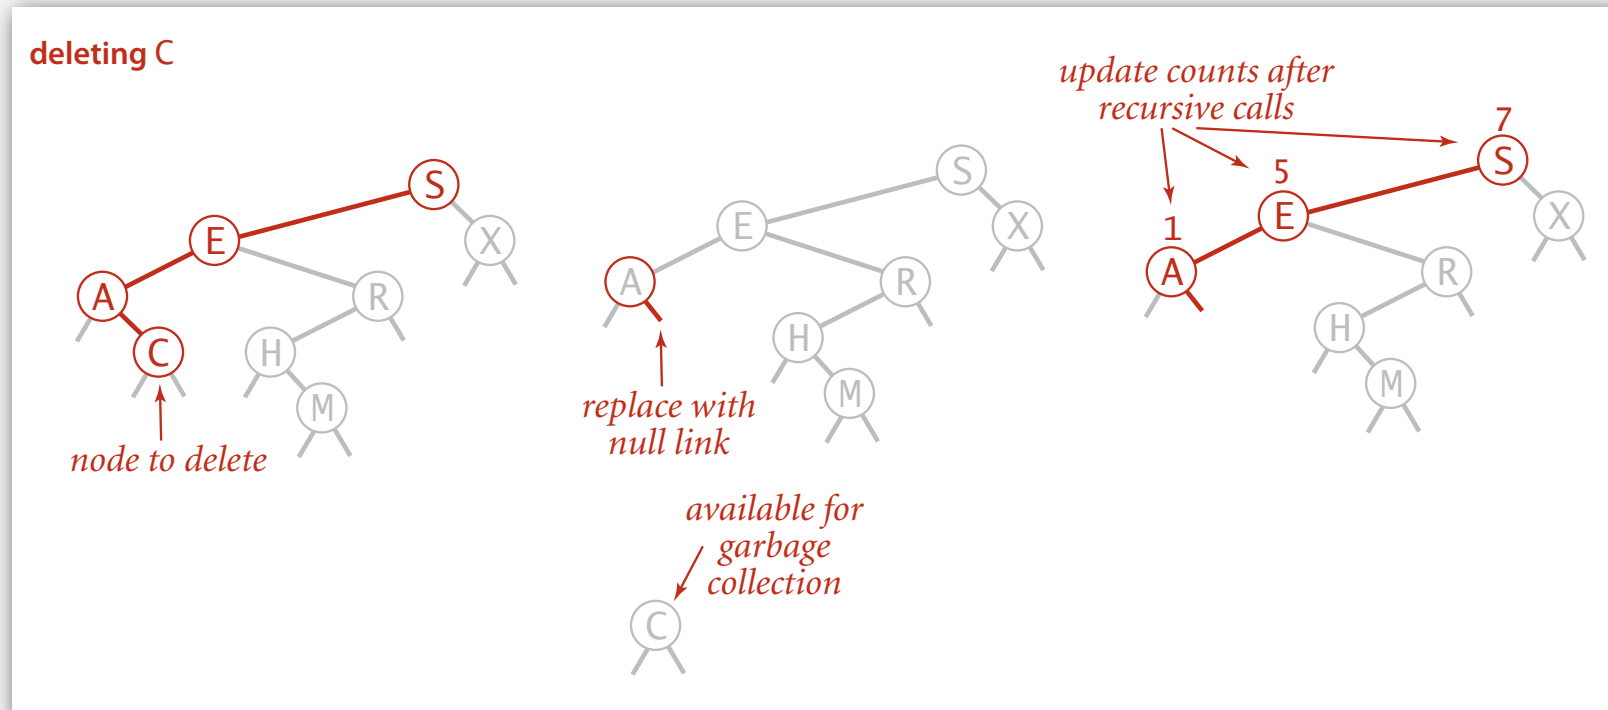 deleting C
S
E
X
A
R
C
H
M
node to delete
S
E
X
A
R
H
M
replace with
null link
available for
garbage
collection
C
update counts after
recursive calls
7
S
5
E
X
1
A
R
H
M